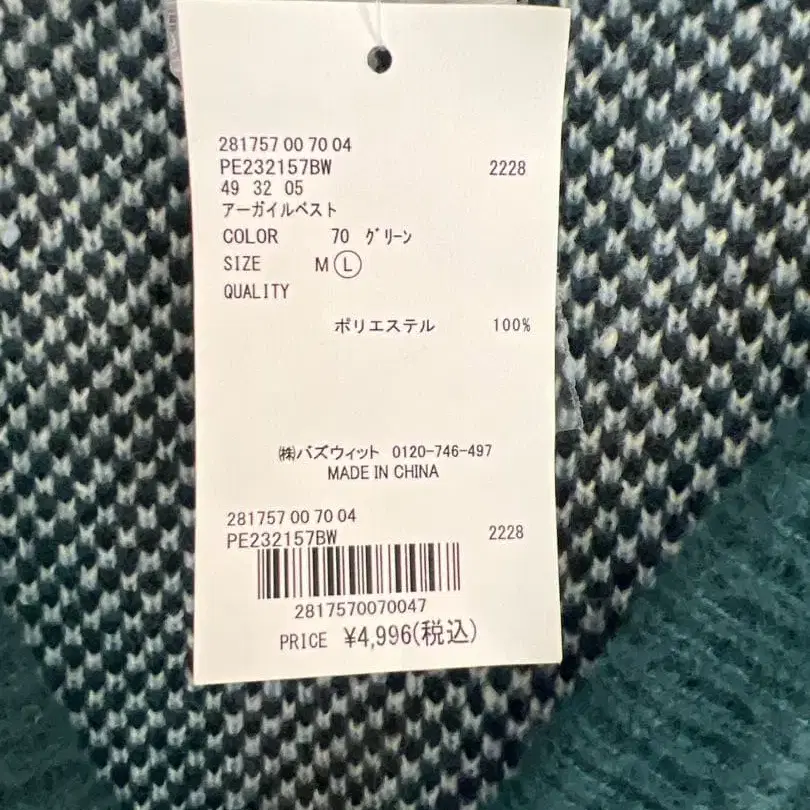 281757 00 70 04
PE232157BW 2228
49 32 05
アーガイルベスト
COLOR 70 グリーン
SIZE M Ⓛ
QUALITY
ポリエステル 100%
㈱バズウィット 0120-746-497
MADE IN CHINA
281757 00 70 04
PE232157BW 2228
2817570070047
PRICE ¥4,996(税込)